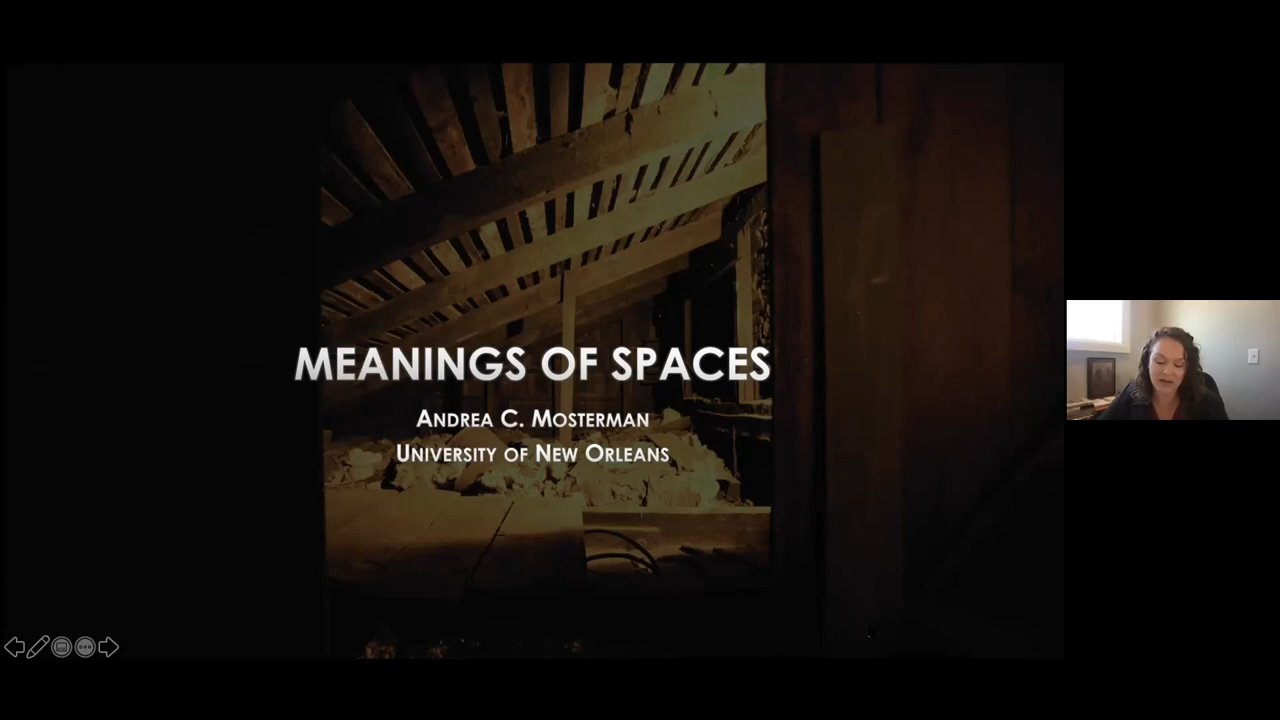 MEANINGS OF SPACES
ANDREA C. MOSTERMAN
UNIVERSITY OF NEW ORLEANS